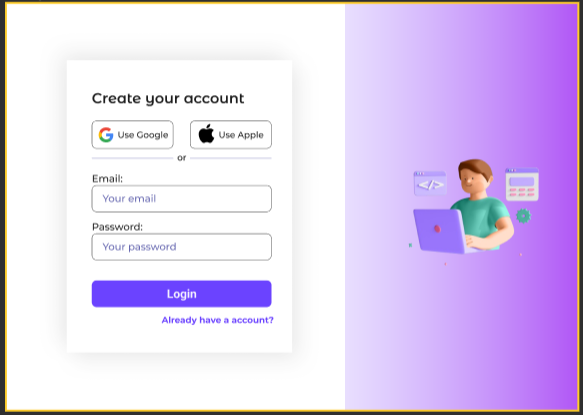 Create your account
Use Google Use Apple
or
Email:
Your email
Password:
Your password
Login
Already have a account?
</>